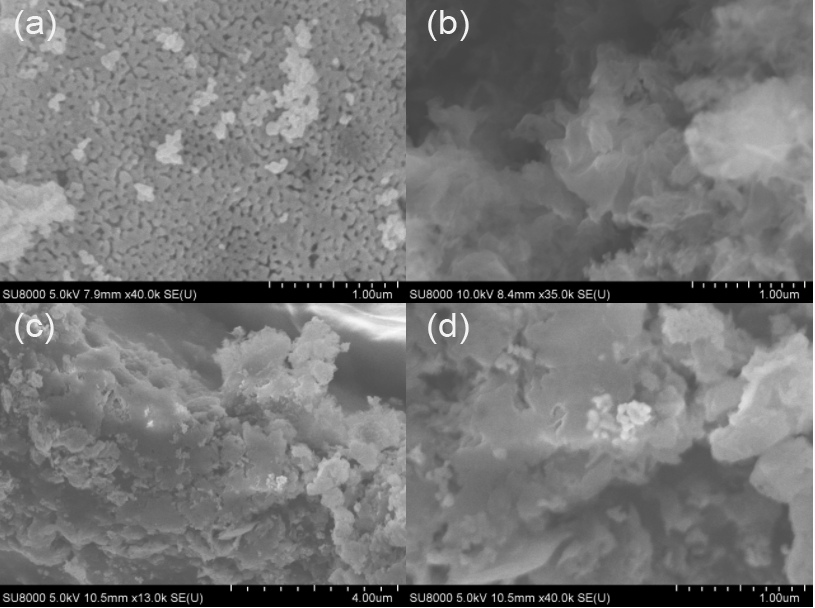 (a)
(b)
SU8000 5.0kV 7.9mm x40.0k SE(U)
1.00um
SU8000 10.0kV 8.4mm x35.0k SE(U)
1.00um
(c)
(d)
SU8000 5.0kV 10.5mm x13.0k SE(U)
4.00um
SU8000 5.0kV 10.5mm x40.0k SE(U)
1.00um